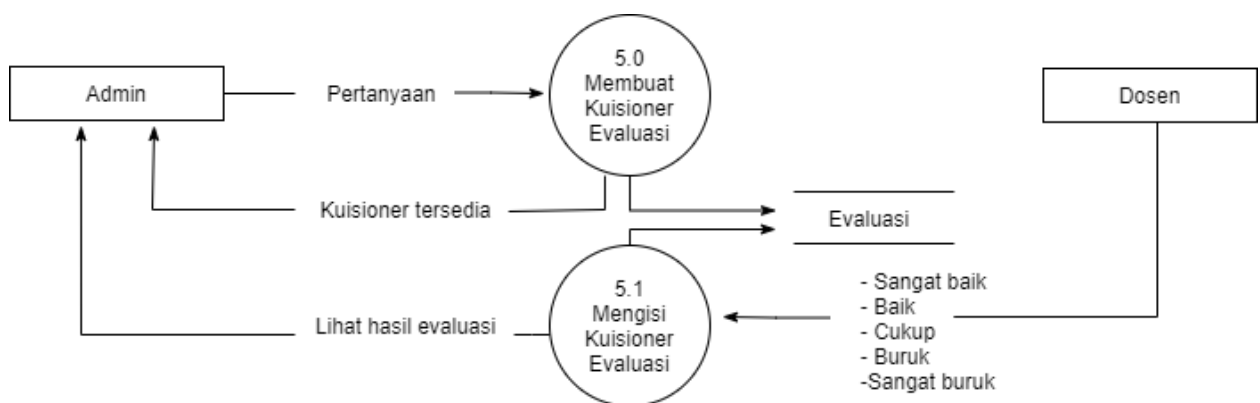 Admin
Pertanyaan
5.0
Membuat
Kuisioner
Evaluasi
Dosen
Kuisioner tersedia
Evaluasi
Lihat hasil evaluasi
5.1
Mengisi
Kuisioner
Evaluasi
- Sangat baik
- Baik
- Cukup
- Buruk
-Sangat buruk